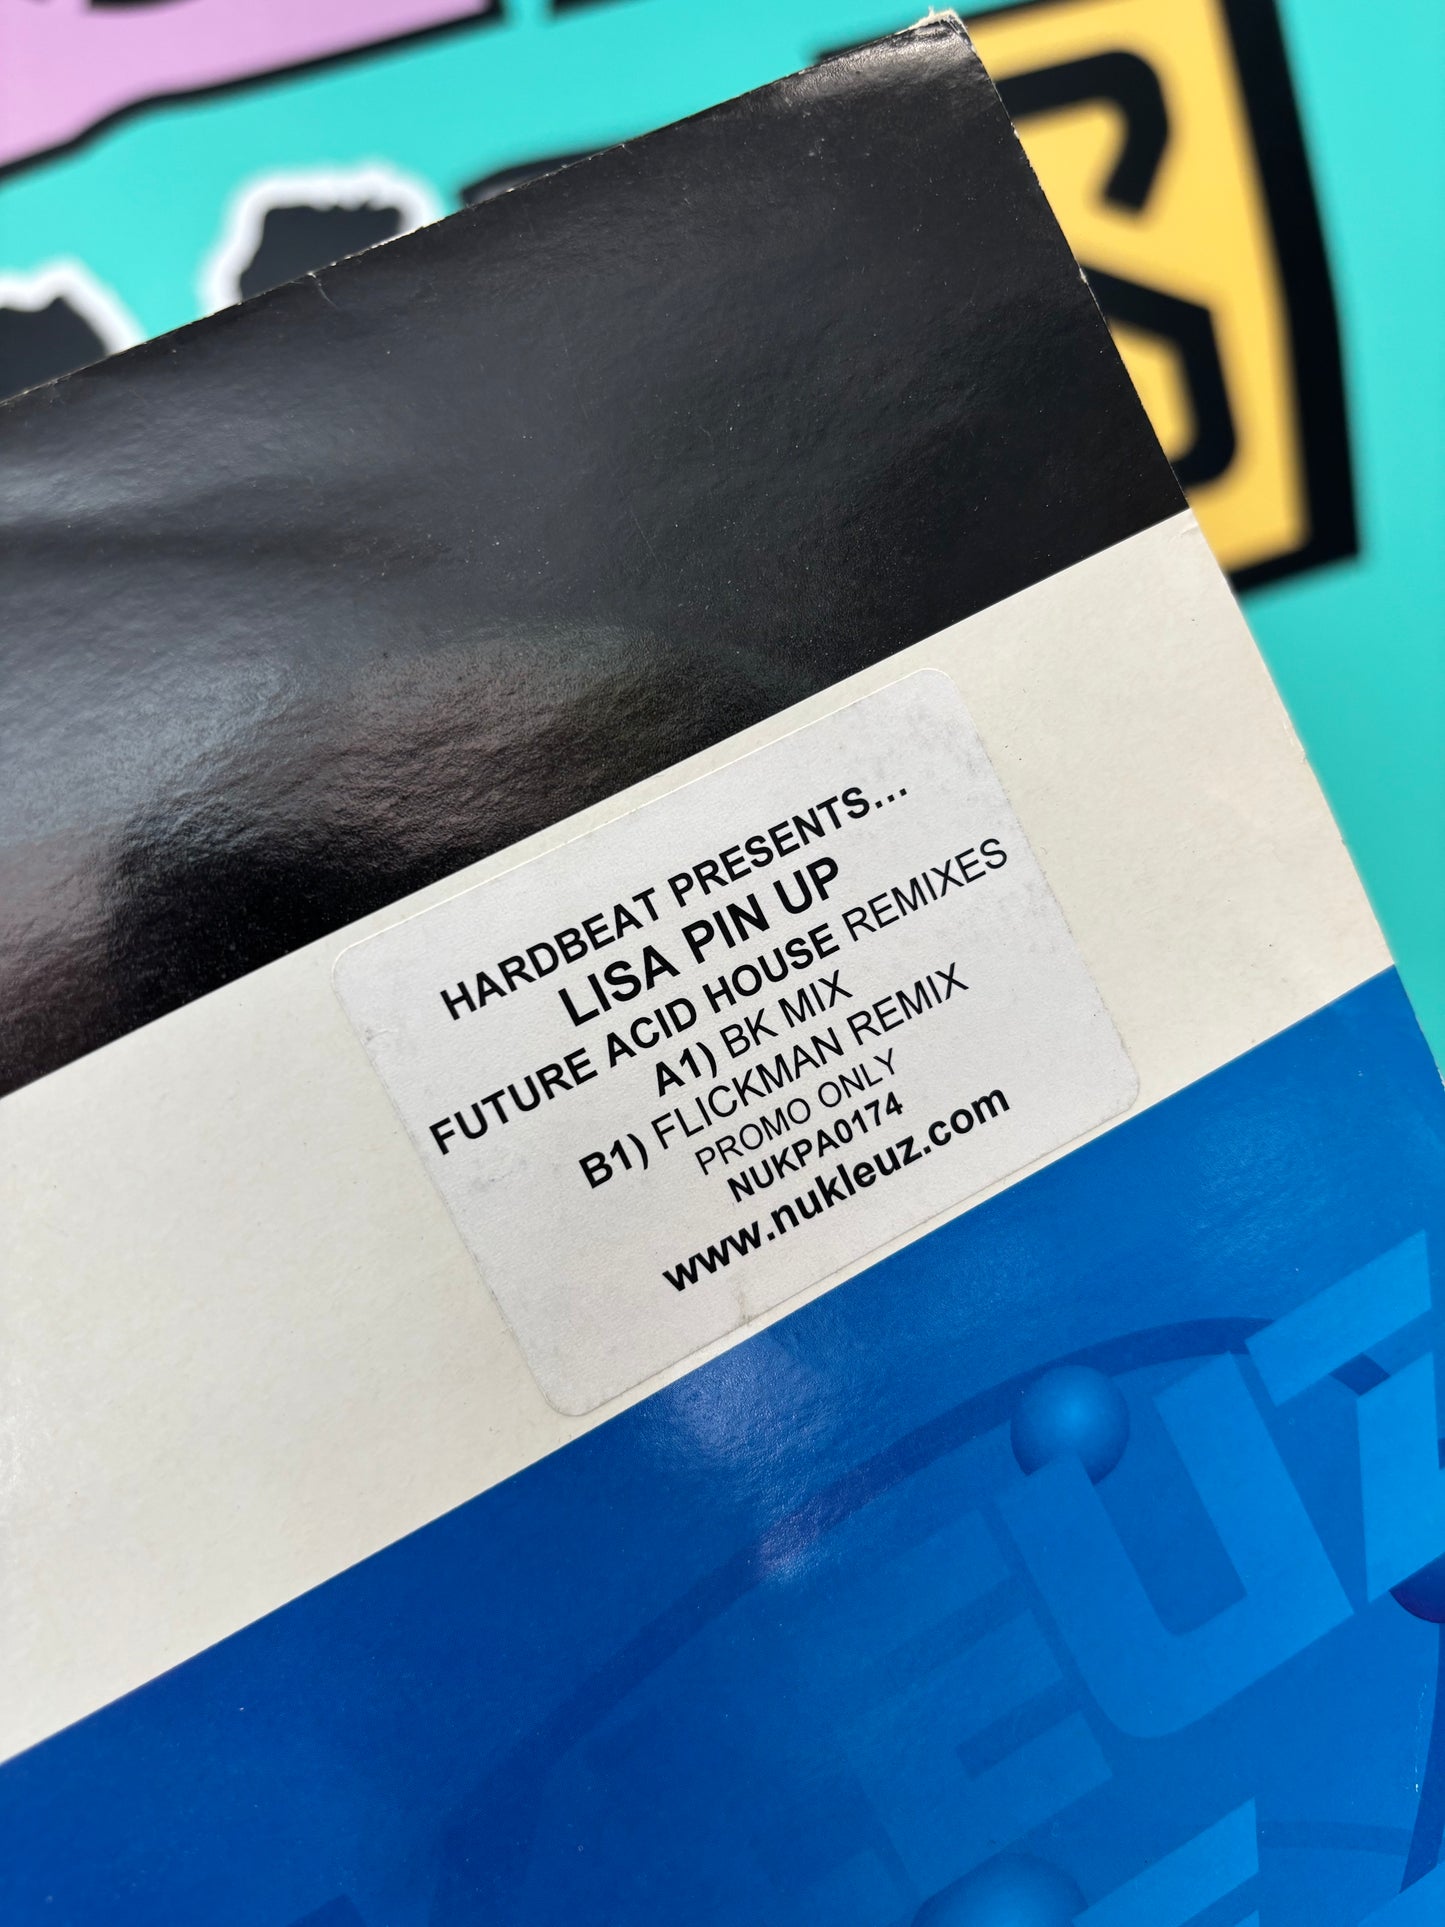 HARDBEAT PRESENTS...
LISA PIN UP
FUTURE ACID HOUSE REMIXES
A1) BK MIX
B1) FLICKMAN REMIX
PROMO ONLY
NUKPA0174
www.nukleuz.com
EUZ